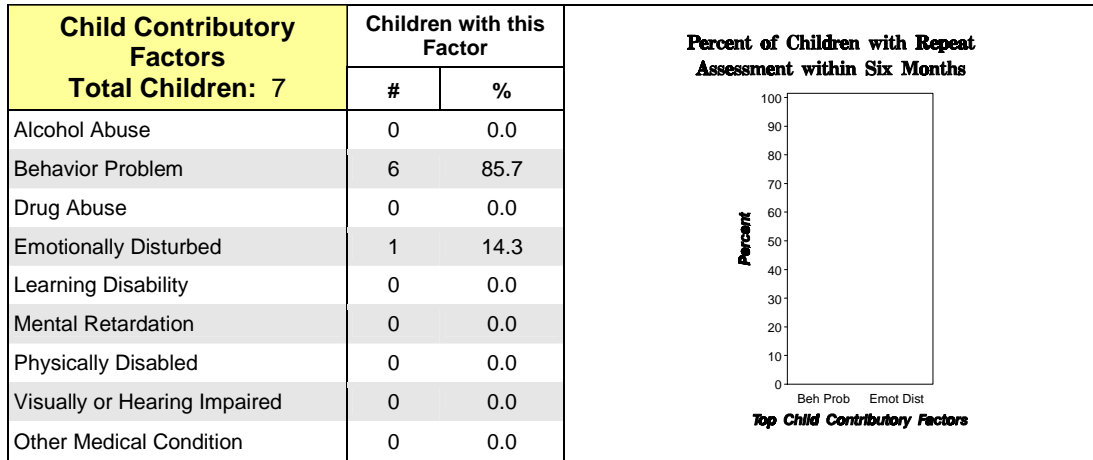 Child Contributory
Factors
Total Children: 7
Children with this
Factor
# %
Alcohol Abuse 0 0.0
Behavior Problem 6 85.7
Drug Abuse 0 0.0
Emotionally Disturbed 1 14.3
Learning Disability 0 0.0
Mental Retardation 0 0.0
Physically Disabled 0 0.0
Visually or Hearing Impaired 0 0.0
Other Medical Condition 0 0.0
Percent of Children with Repeat
Assessment within Six Months
Percent
100
90
80
70
60
50
40
30
20
10
0
Beh Prob Emot Dist
Top Child Contributory Factors